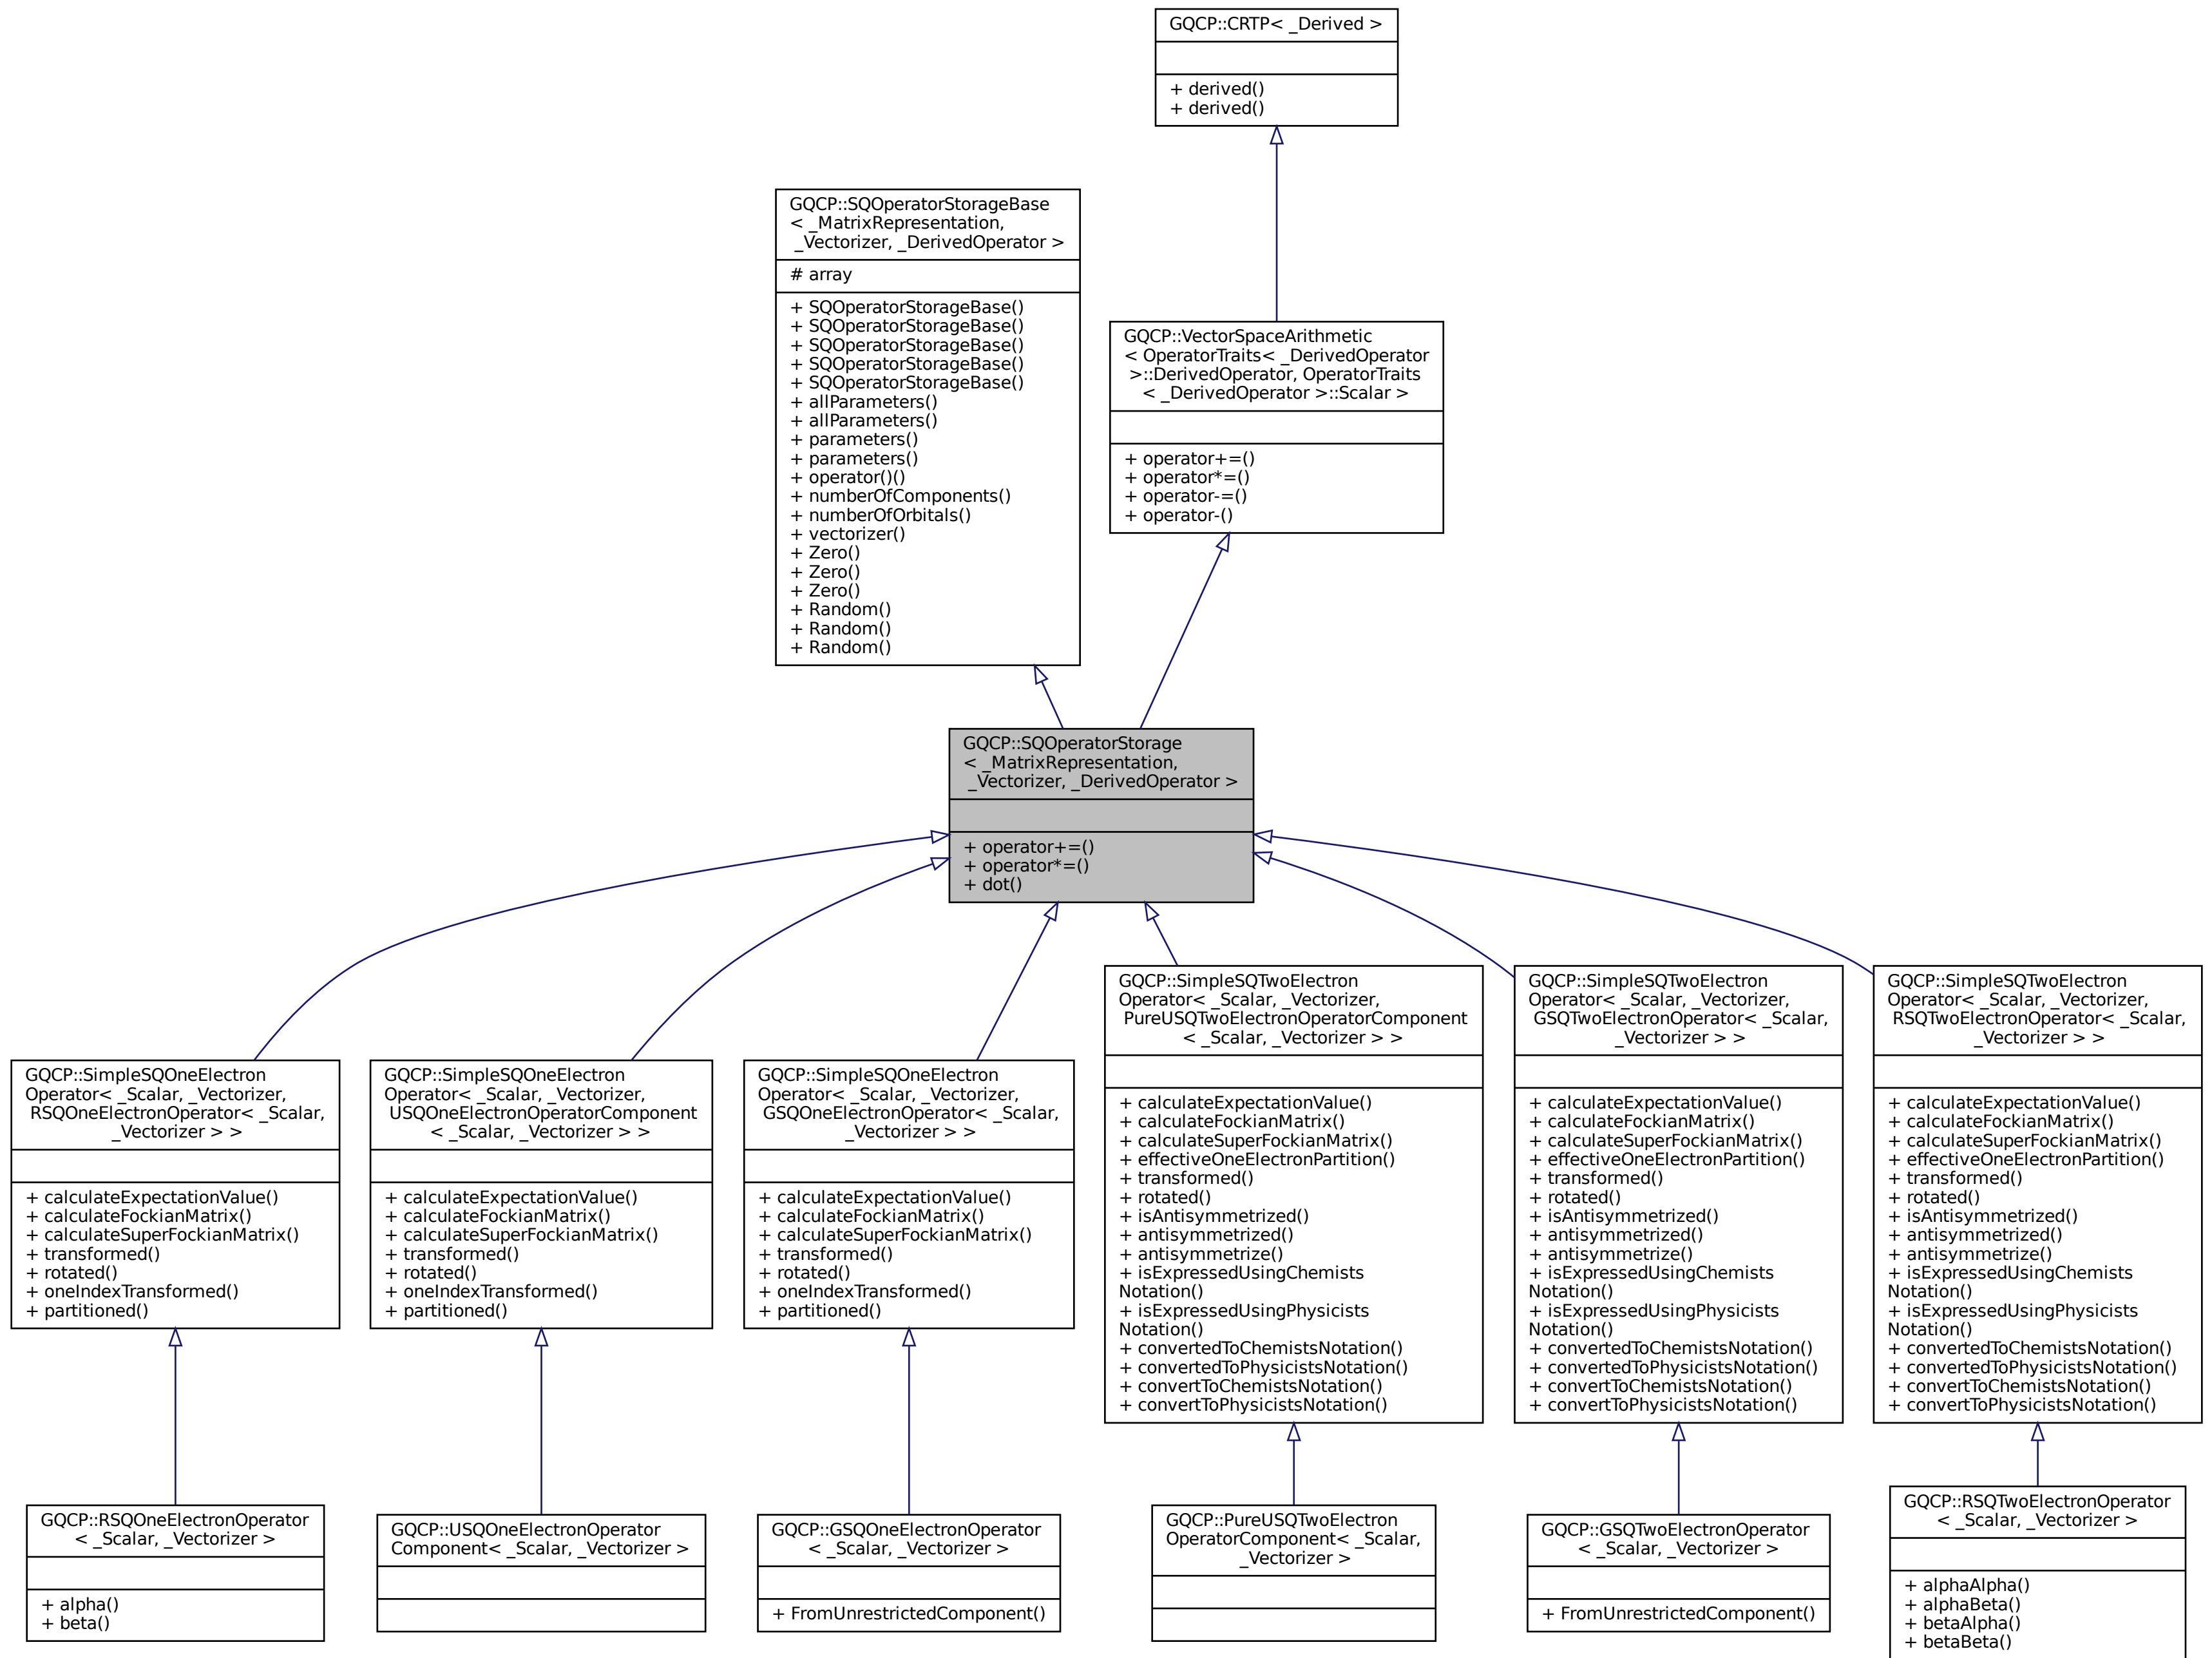 GQCP::CRTP< _Derived >
+ derived()
+ derived()
GQCP::SQOperatorStorageBase
< _MatrixRepresentation,
_Vectorizer, _DerivedOperator >
# array
+ SQOperatorStorageBase()
+ SQOperatorStorageBase()
+ SQOperatorStorageBase()
+ SQOperatorStorageBase()
+ SQOperatorStorageBase()
+ allParameters()
+ allParameters()
+ parameters()
+ parameters()
+ operator()()
+ numberOfComponents()
+ numberOfOrbitals()
+ vectorizer()
+ Zero()
+ Zero()
+ Zero()
+ Random()
+ Random()
+ Random()
GQCP::VectorSpaceArithmetic
< OperatorTraits< _DerivedOperator
>::DerivedOperator, OperatorTraits
< _DerivedOperator >::Scalar >
+ operator+=()
+ operator*=()
+ operator-=()
+ operator-()
GQCP::SQOperatorStorage
< _MatrixRepresentation,
_Vectorizer, _DerivedOperator >
+ operator+=()
+ operator*=()
+ dot()
GQCP::SimpleSQOneElectron
Operator< _Scalar, _Vectorizer,
RSQOneElectronOperator< _Scalar,
_Vectorizer > >
+ calculateExpectationValue()
+ calculateFockianMatrix()
+ calculateSuperFockianMatrix()
+ transformed()
+ rotated()
+ oneIndexTransformed()
+ partitioned()
GQCP::SimpleSQOneElectron
Operator< _Scalar, _Vectorizer,
USQOneElectronOperatorComponent
< _Scalar, _Vectorizer > >
+ calculateExpectationValue()
+ calculateFockianMatrix()
+ calculateSuperFockianMatrix()
+ transformed()
+ rotated()
+ oneIndexTransformed()
+ partitioned()
GQCP::SimpleSQOneElectron
Operator< _Scalar, _Vectorizer,
GSQOneElectronOperator< _Scalar,
_Vectorizer > >
+ calculateExpectationValue()
+ calculateFockianMatrix()
+ calculateSuperFockianMatrix()
+ transformed()
+ rotated()
+ oneIndexTransformed()
+ partitioned()
GQCP::SimpleSQTwoElectron
Operator< _Scalar, _Vectorizer,
PureUSQTwoElectronOperatorComponent
< _Scalar, _Vectorizer > >
+ calculateExpectationValue()
+ calculateFockianMatrix()
+ calculateSuperFockianMatrix()
+ effectiveOneElectronPartition()
+ transformed()
+ rotated()
+ isAntisymmetrized()
+ antisymmetrized()
+ antisymmetrize()
+ isExpressedUsingChemists
Notation()
+ isExpressedUsingPhysicists
Notation()
+ convertedToChemistsNotation()
+ convertedToPhysicistsNotation()
+ convertToChemistsNotation()
+ convertToPhysicistsNotation()
GQCP::SimpleSQTwoElectron
Operator< _Scalar, _Vectorizer,
GSQTwoElectronOperator< _Scalar,
_Vectorizer > >
+ calculateExpectationValue()
+ calculateFockianMatrix()
+ calculateSuperFockianMatrix()
+ effectiveOneElectronPartition()
+ transformed()
+ rotated()
+ isAntisymmetrized()
+ antisymmetrized()
+ antisymmetrize()
+ isExpressedUsingChemists
Notation()
+ isExpressedUsingPhysicists
Notation()
+ convertedToChemistsNotation()
+ convertedToPhysicistsNotation()
+ convertToChemistsNotation()
+ convertToPhysicistsNotation()
GQCP::SimpleSQTwoElectron
Operator< _Scalar, _Vectorizer,
RSQTwoElectronOperator< _Scalar,
_Vectorizer > >
+ calculateExpectationValue()
+ calculateFockianMatrix()
+ calculateSuperFockianMatrix()
+ effectiveOneElectronPartition()
+ transformed()
+ rotated()
+ isAntisymmetrized()
+ antisymmetrized()
+ antisymmetrize()
+ isExpressedUsingChemists
Notation()
+ isExpressedUsingPhysicists
Notation()
+ convertedToChemistsNotation()
+ convertedToPhysicistsNotation()
+ convertToChemistsNotation()
+ convertToPhysicistsNotation()
GQCP::RSQOneElectronOperator
< _Scalar, _Vectorizer >
+ alpha()
+ beta()
GQCP::USQOneElectronOperator
Component< _Scalar, _Vectorizer >
GQCP::GSQOneElectronOperator
< _Scalar, _Vectorizer >
+ FromUnrestrictedComponent()
GQCP::PureUSQTwoElectron
OperatorComponent< _Scalar,
_Vectorizer >
GQCP::GSQTwoElectronOperator
< _Scalar, _Vectorizer >
+ FromUnrestrictedComponent()
GQCP::RSQTwoElectronOperator
< _Scalar, _Vectorizer >
+ alphaAlpha()
+ alphaBeta()
+ betaAlpha()
+ betaBeta()